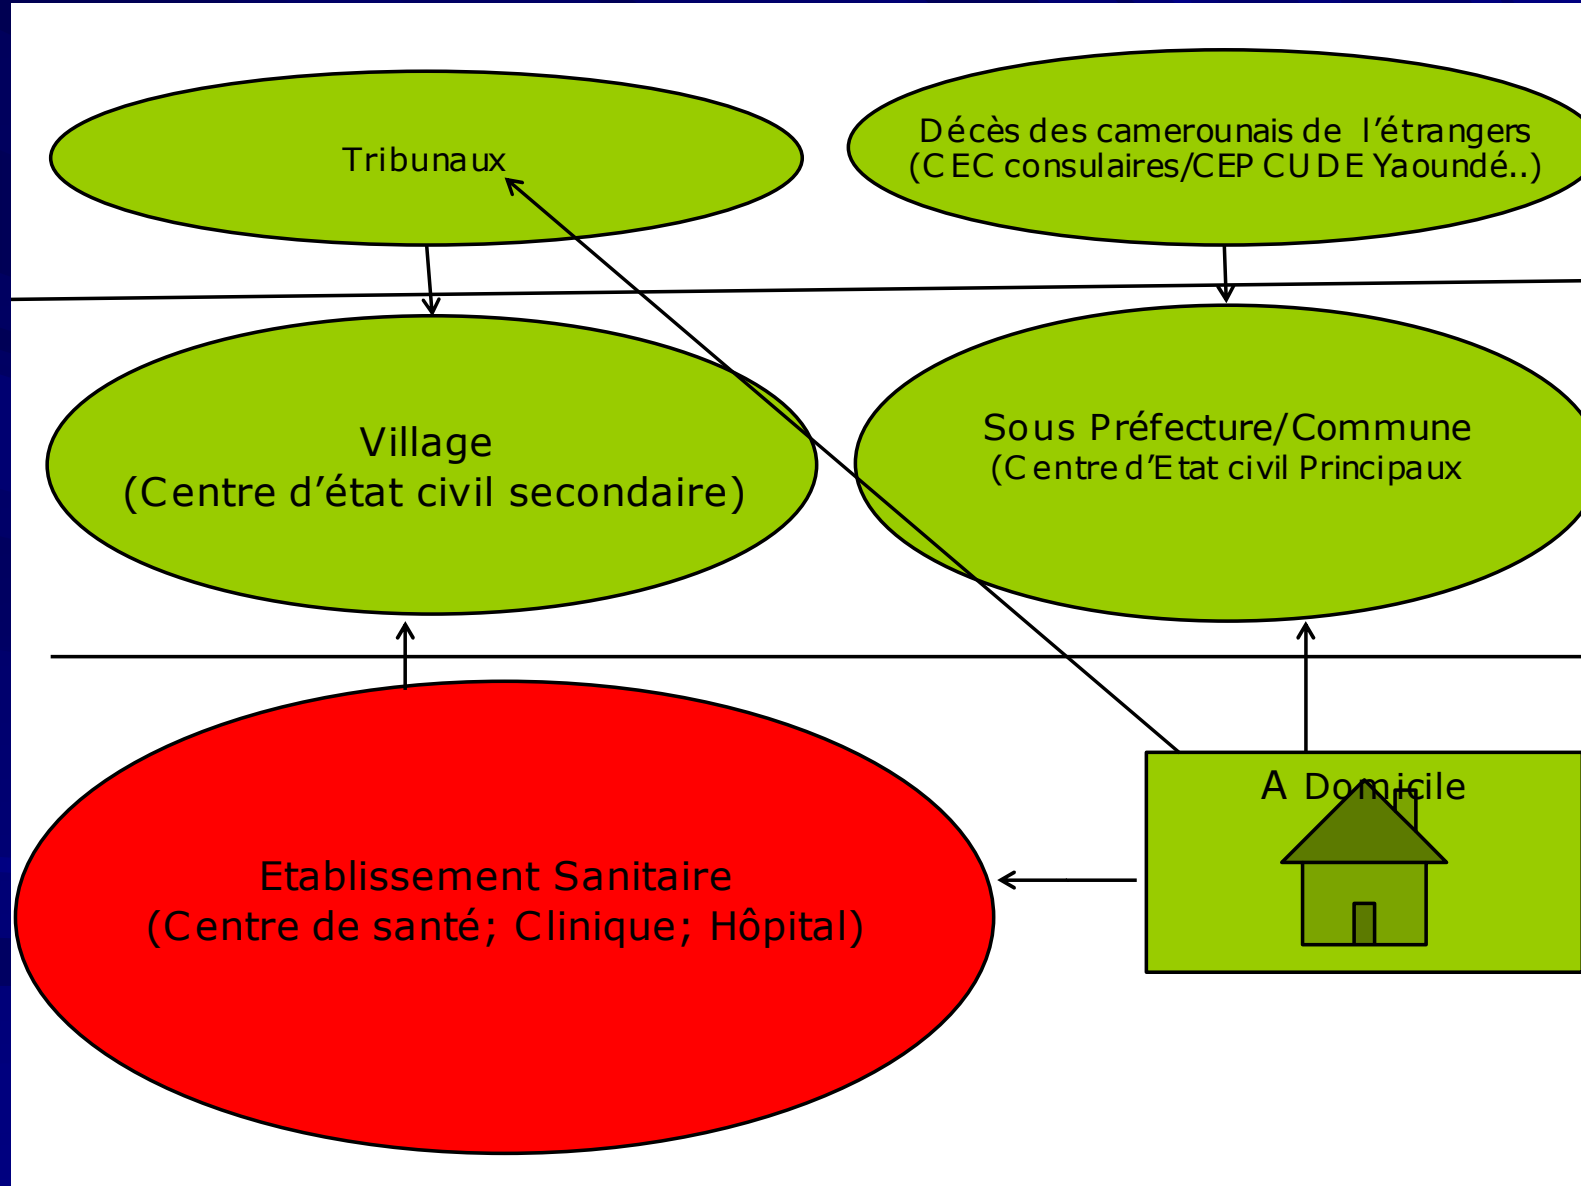 Tribunaux
Décès des camerounais de l’étrangers
(CEC consulaires/CEP CUDE Yaoundé..)
Village
(Centre d’état civil secondaire)
Sous Préfecture/Commune
(Centre d’Etat civil Principaux
A Domicile
Etablissement Sanitaire
(Centre de santé; Clinique; Hôpital)